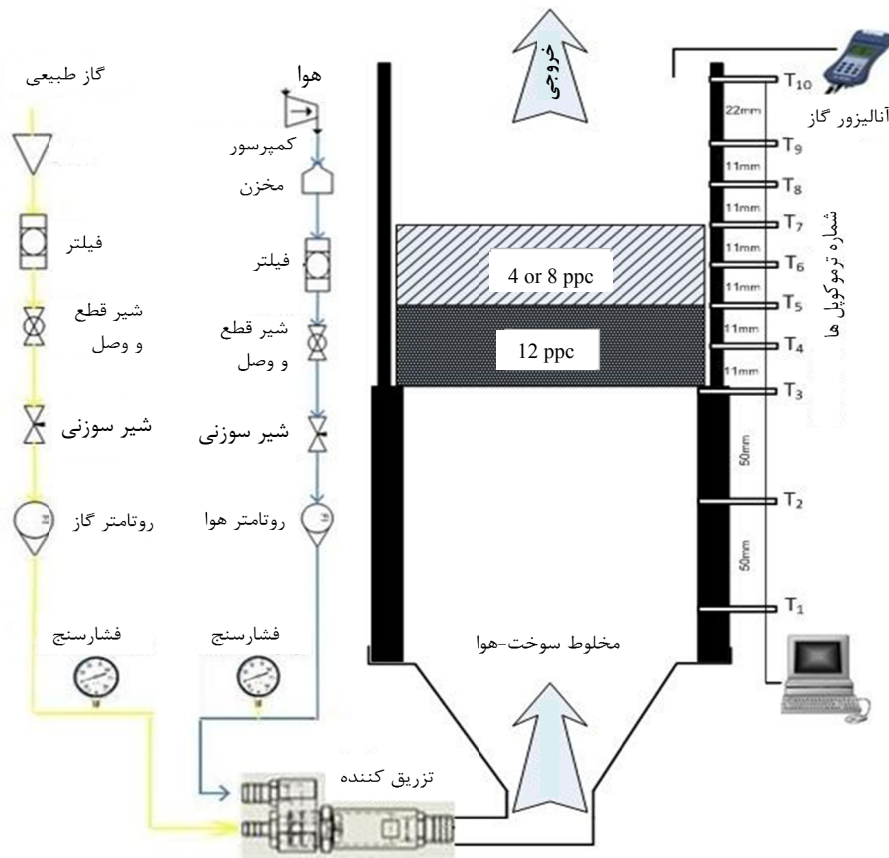 خروجی
گاز طبیعی
هوا
کمپرسور
مخزن
فیلتر
فیلتر
شیر قطع
و وصل
شیر قطع
و وصل
شیر سوزنی
شیر سوزنی
روتامتر گاز
روتامتر هوا
فشارسنج
فشارسنج
تزریق کننده
4 or 8 ppc
12 ppc
مخلوط سوخت-هوا
آنالیزور گاز
شماره ترموکوپل ها
T10
22mm
T9
11mm
T8
11mm
T7
11mm
T6
11mm
T5
11mm
T4
11mm
T3
50mm
T2
50mm
T1